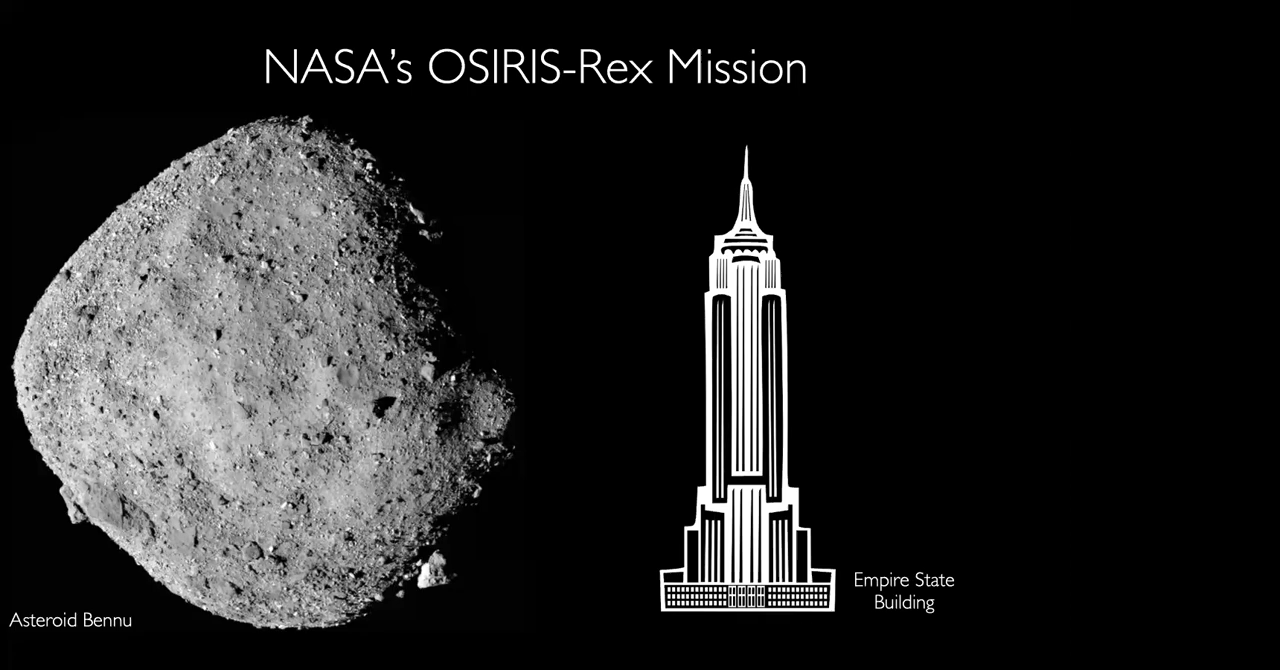 NASA’s OSIRIS-Rex Mission
Asteroid Bennu
Empire State
Building